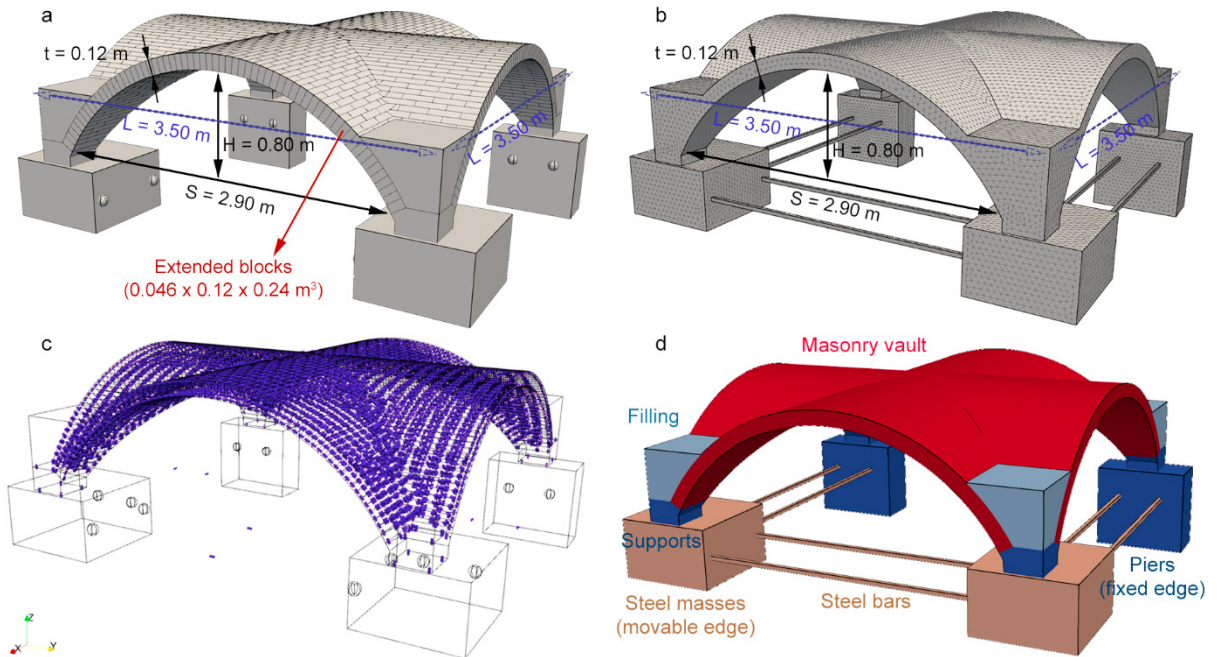 a
t = 0.12 m
L = 3.50 m
H = 0.80 m
L = 3.50 m
S = 2.90 m
Extended blocks
(0.046 x 0.12 x 0.24 m³)
b
t = 0.12 m
L = 3.50 m
H = 0.80 m
L = 3.50 m
S = 2.90 m
c
Z
X
Y
d
Masonry vault
Filling
Supports
Piers
(fixed edge)
Steel masses
(movable edge)
Steel bars